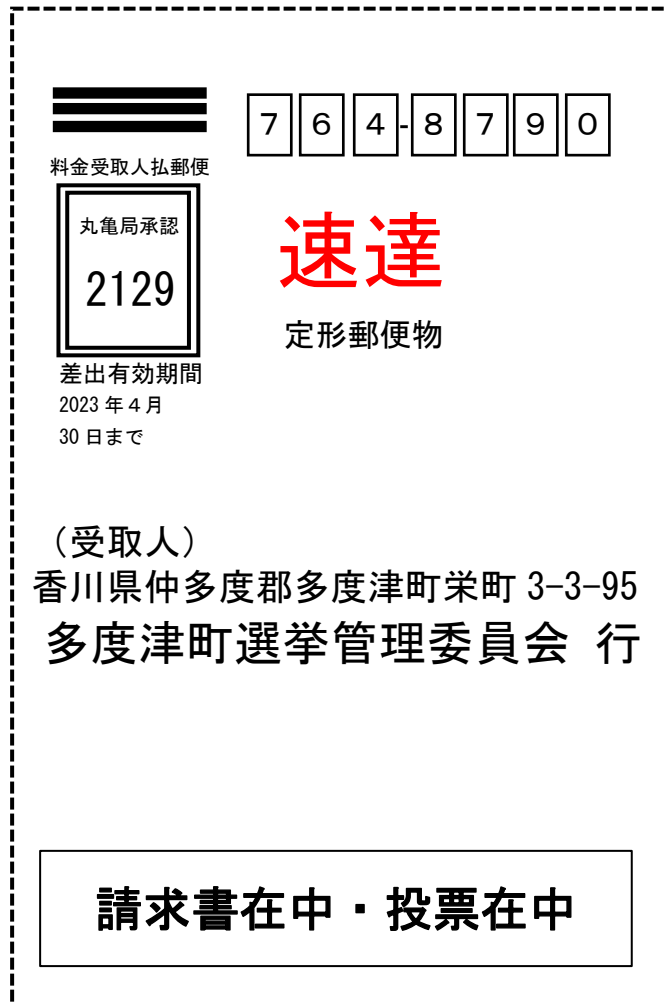 764-8790
料金受取人払郵便
丸亀局承認
2129
速達
定形郵便物
差出有効期間
2023年4月
30日まで
（受取人）
香川県仲多度郡多度津町栄町3-3-95
多度津町選挙管理委員会 行
請求書在中・投票在中